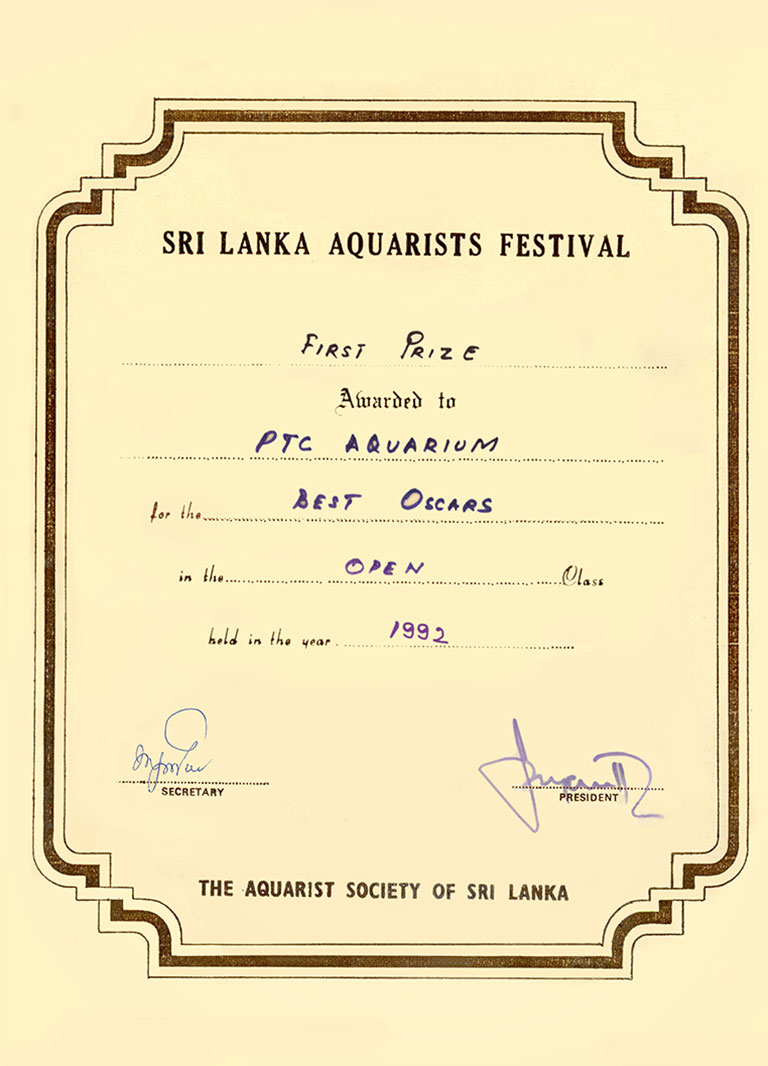 SRI LANKA AQUARISTS FESTIVAL
FIRST PRIZE
Awarded to
PTC AQUARIUM
for the BEST OSCARS
in the OPEN Class
held in the year 1992
SECRETARY
PRESIDENT
THE AQUARIST SOCIETY OF SRI LANKA